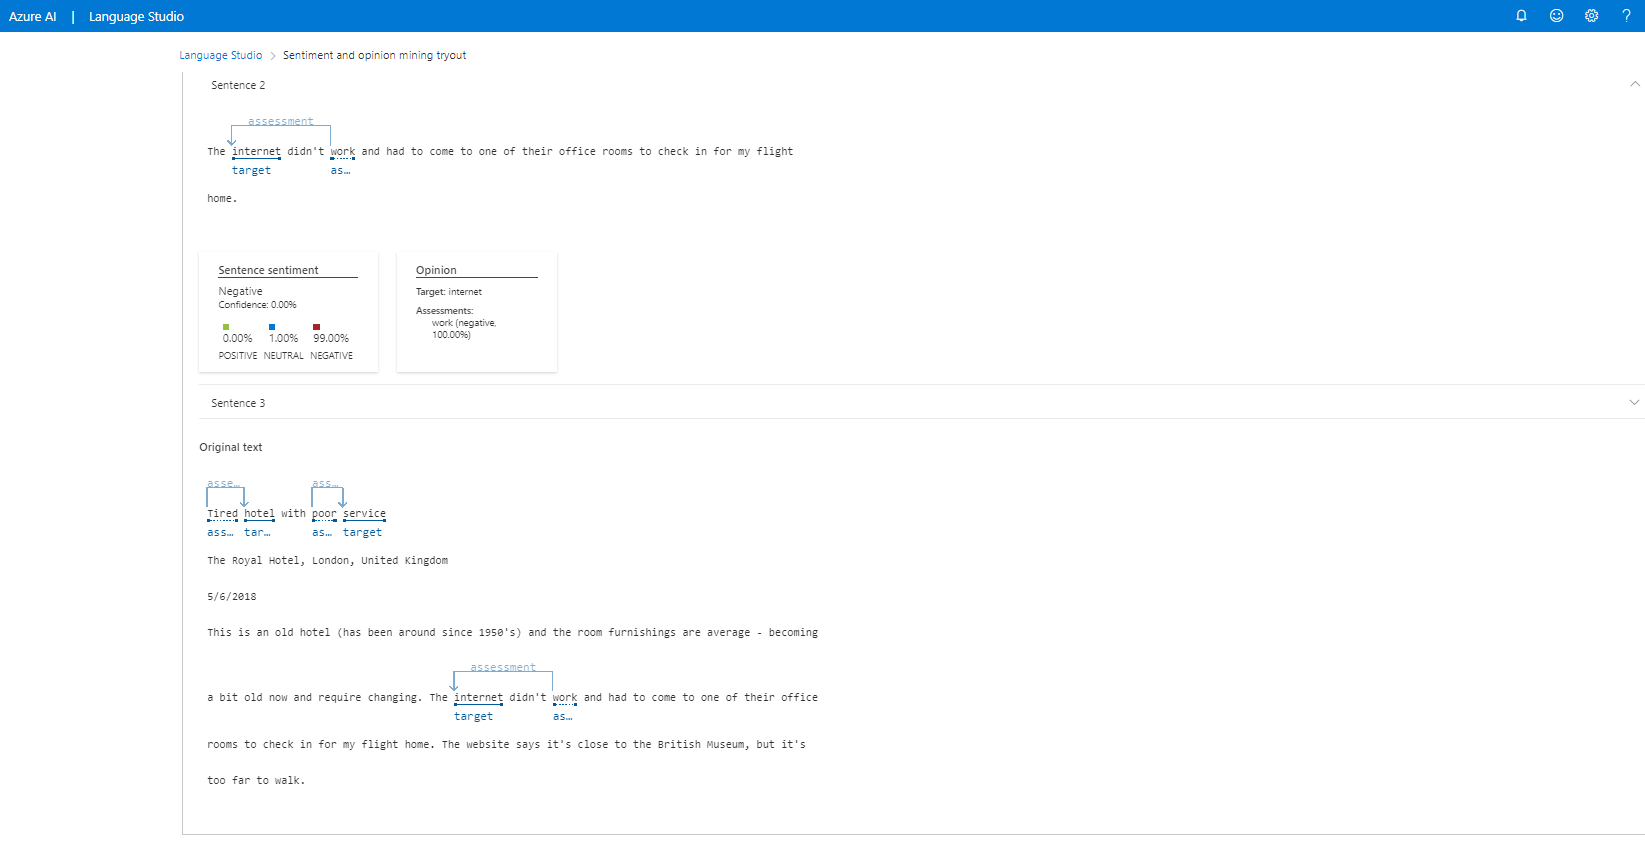 Azure AI | Language Studio
Language Studio > Sentiment and opinion mining tryout
Sentence 2
assessment
The internet didn't work and had to come to one of their office rooms to check in for my flight
target as…
home.
Sentence sentiment Opinion
Negative Target: internet
Confidence: 0.00%
Assessments:
work (negative,
100.00%)
0.00% 1.00% 99.00%
POSITIVE NEUTRAL NEGATIVE
Sentence 3
Original text
asse… ass…
Tired hotel with poor service
ass… tar… as… target
The Royal Hotel, London, United Kingdom
5/6/2018
This is an old hotel (has been around since 1950's) and the room furnishings are average - becoming
assessment
a bit old now and require changing. The internet didn't work and had to come to one of their office
target as…
rooms to check in for my flight home. The website says it's close to the British Museum, but it's
too far to walk.